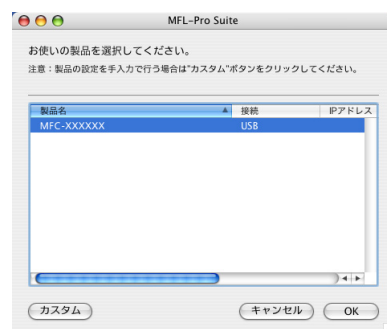 MFL-Pro Suite
お使いの製品を選択してください。
注意：製品の設定を手入力で行う場合は"カスタム"ボタンをクリックしてください。
製品名 接続 IPアドレス
MFC-XXXXXX USB
カスタム キャンセル OK